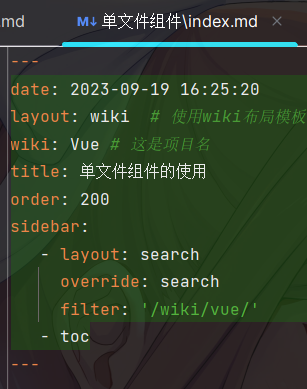 md
M↓ 单文件组件\index.md ×
---
date: 2023-09-19 16:25:20
layout: wiki # 使用wiki布局模板
wiki: Vue # 这是项目名
title: 单文件组件的使用
order: 200
sidebar:
- layout: search
override: search
filter: '/wiki/vue/'
- toc
---